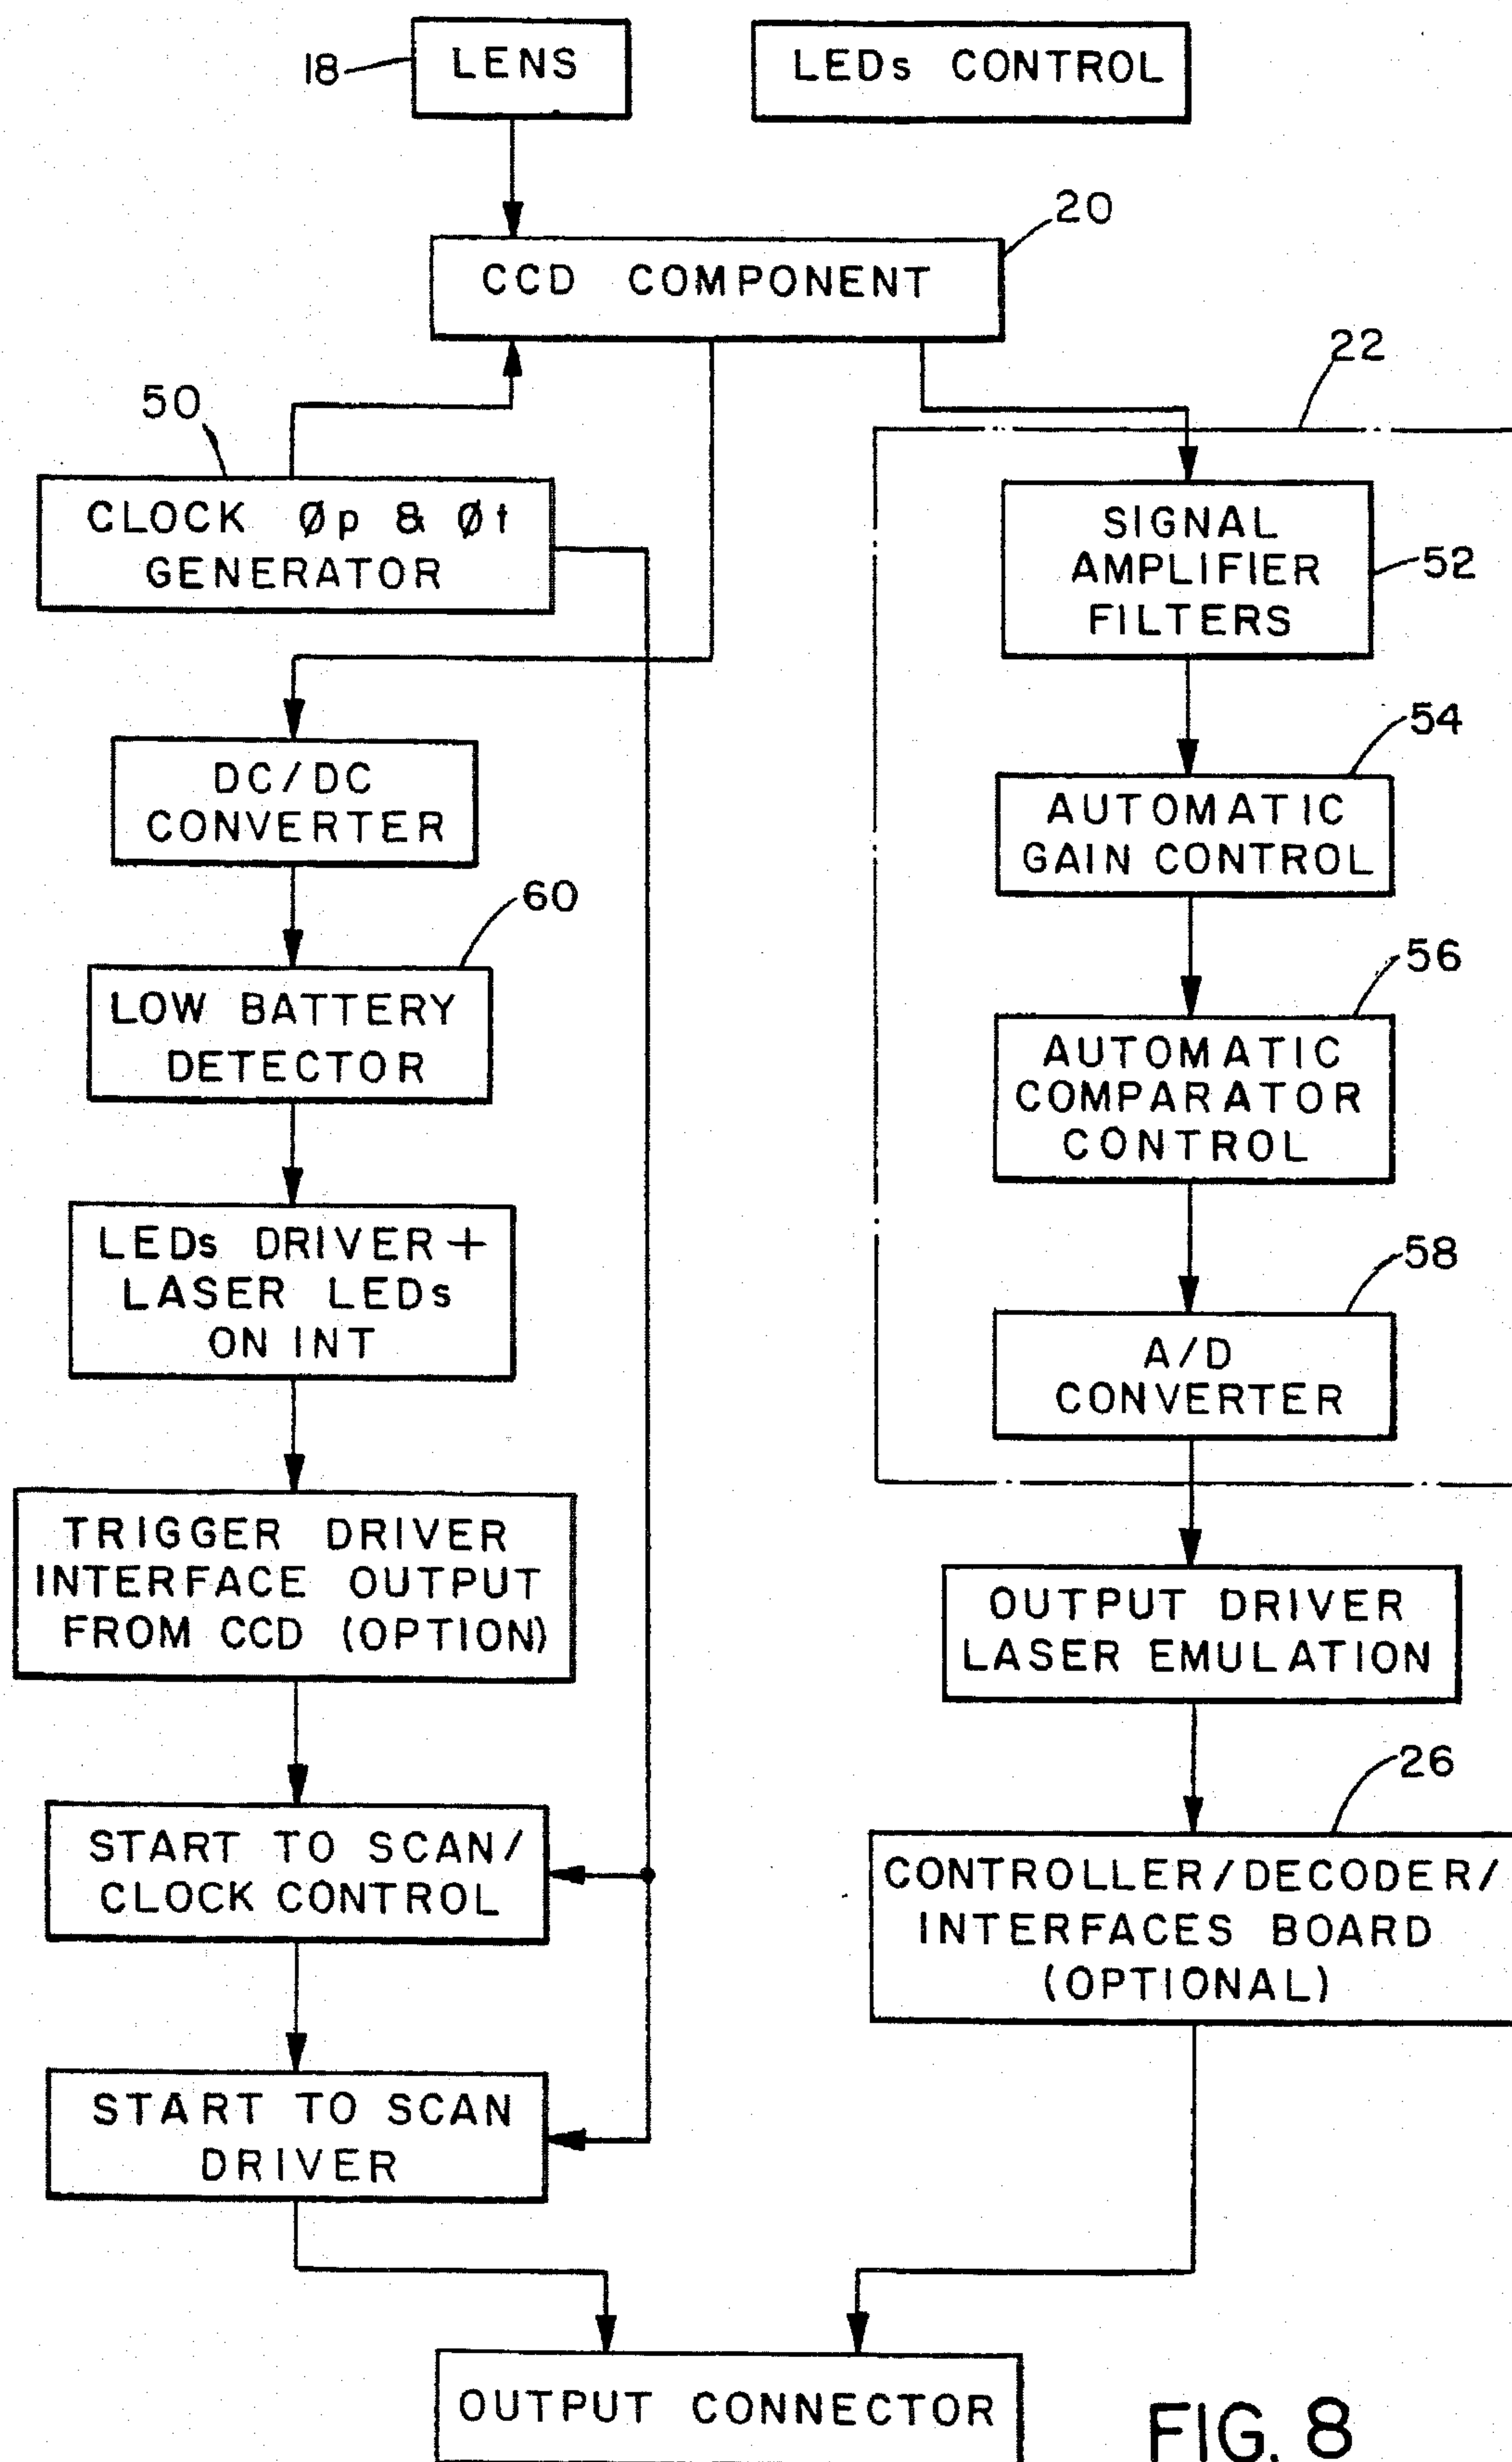 18
LENS
LEDs CONTROL
20
CCD COMPONENT
22
50
CLOCK Øp & Øt
GENERATOR
SIGNAL
AMPLIFIER
FILTERS
52
54
DC/DC
CONVERTER
AUTOMATIC
GAIN CONTROL
60
56
LOW BATTERY
DETECTOR
AUTOMATIC
COMPARATOR
CONTROL
LEDs DRIVER +
LASER LEDs
ON INT
58
A/D
CONVERTER
TRIGGER DRIVER
INTERFACE OUTPUT
FROM CCD (OPTION)
OUTPUT DRIVER
LASER EMULATION
26
START TO SCAN/
CLOCK CONTROL
CONTROLLER/DECODER/
INTERFACES BOARD
(OPTIONAL)
START TO SCAN
DRIVER
OUTPUT CONNECTOR
FIG. 8